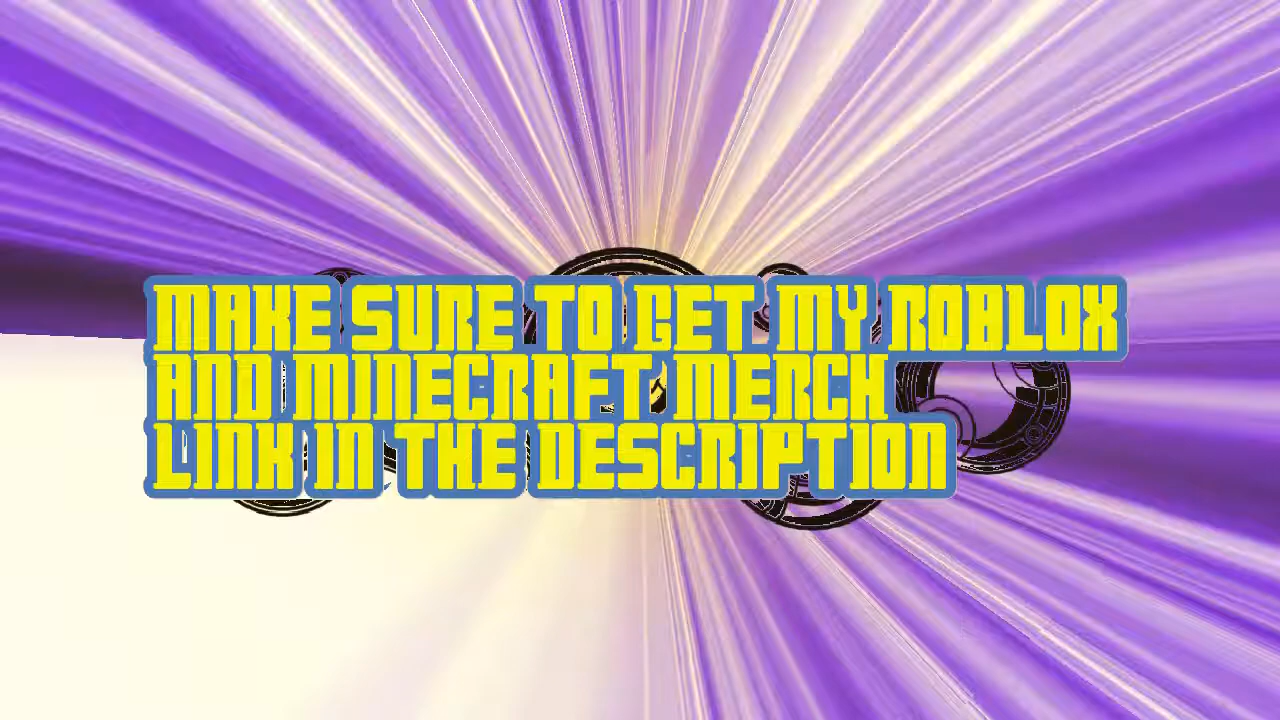 MAKE SURE TO GET MY ROBLOX
AND MINECRAFT MERCH
LINK IN THE DESCRIPTION